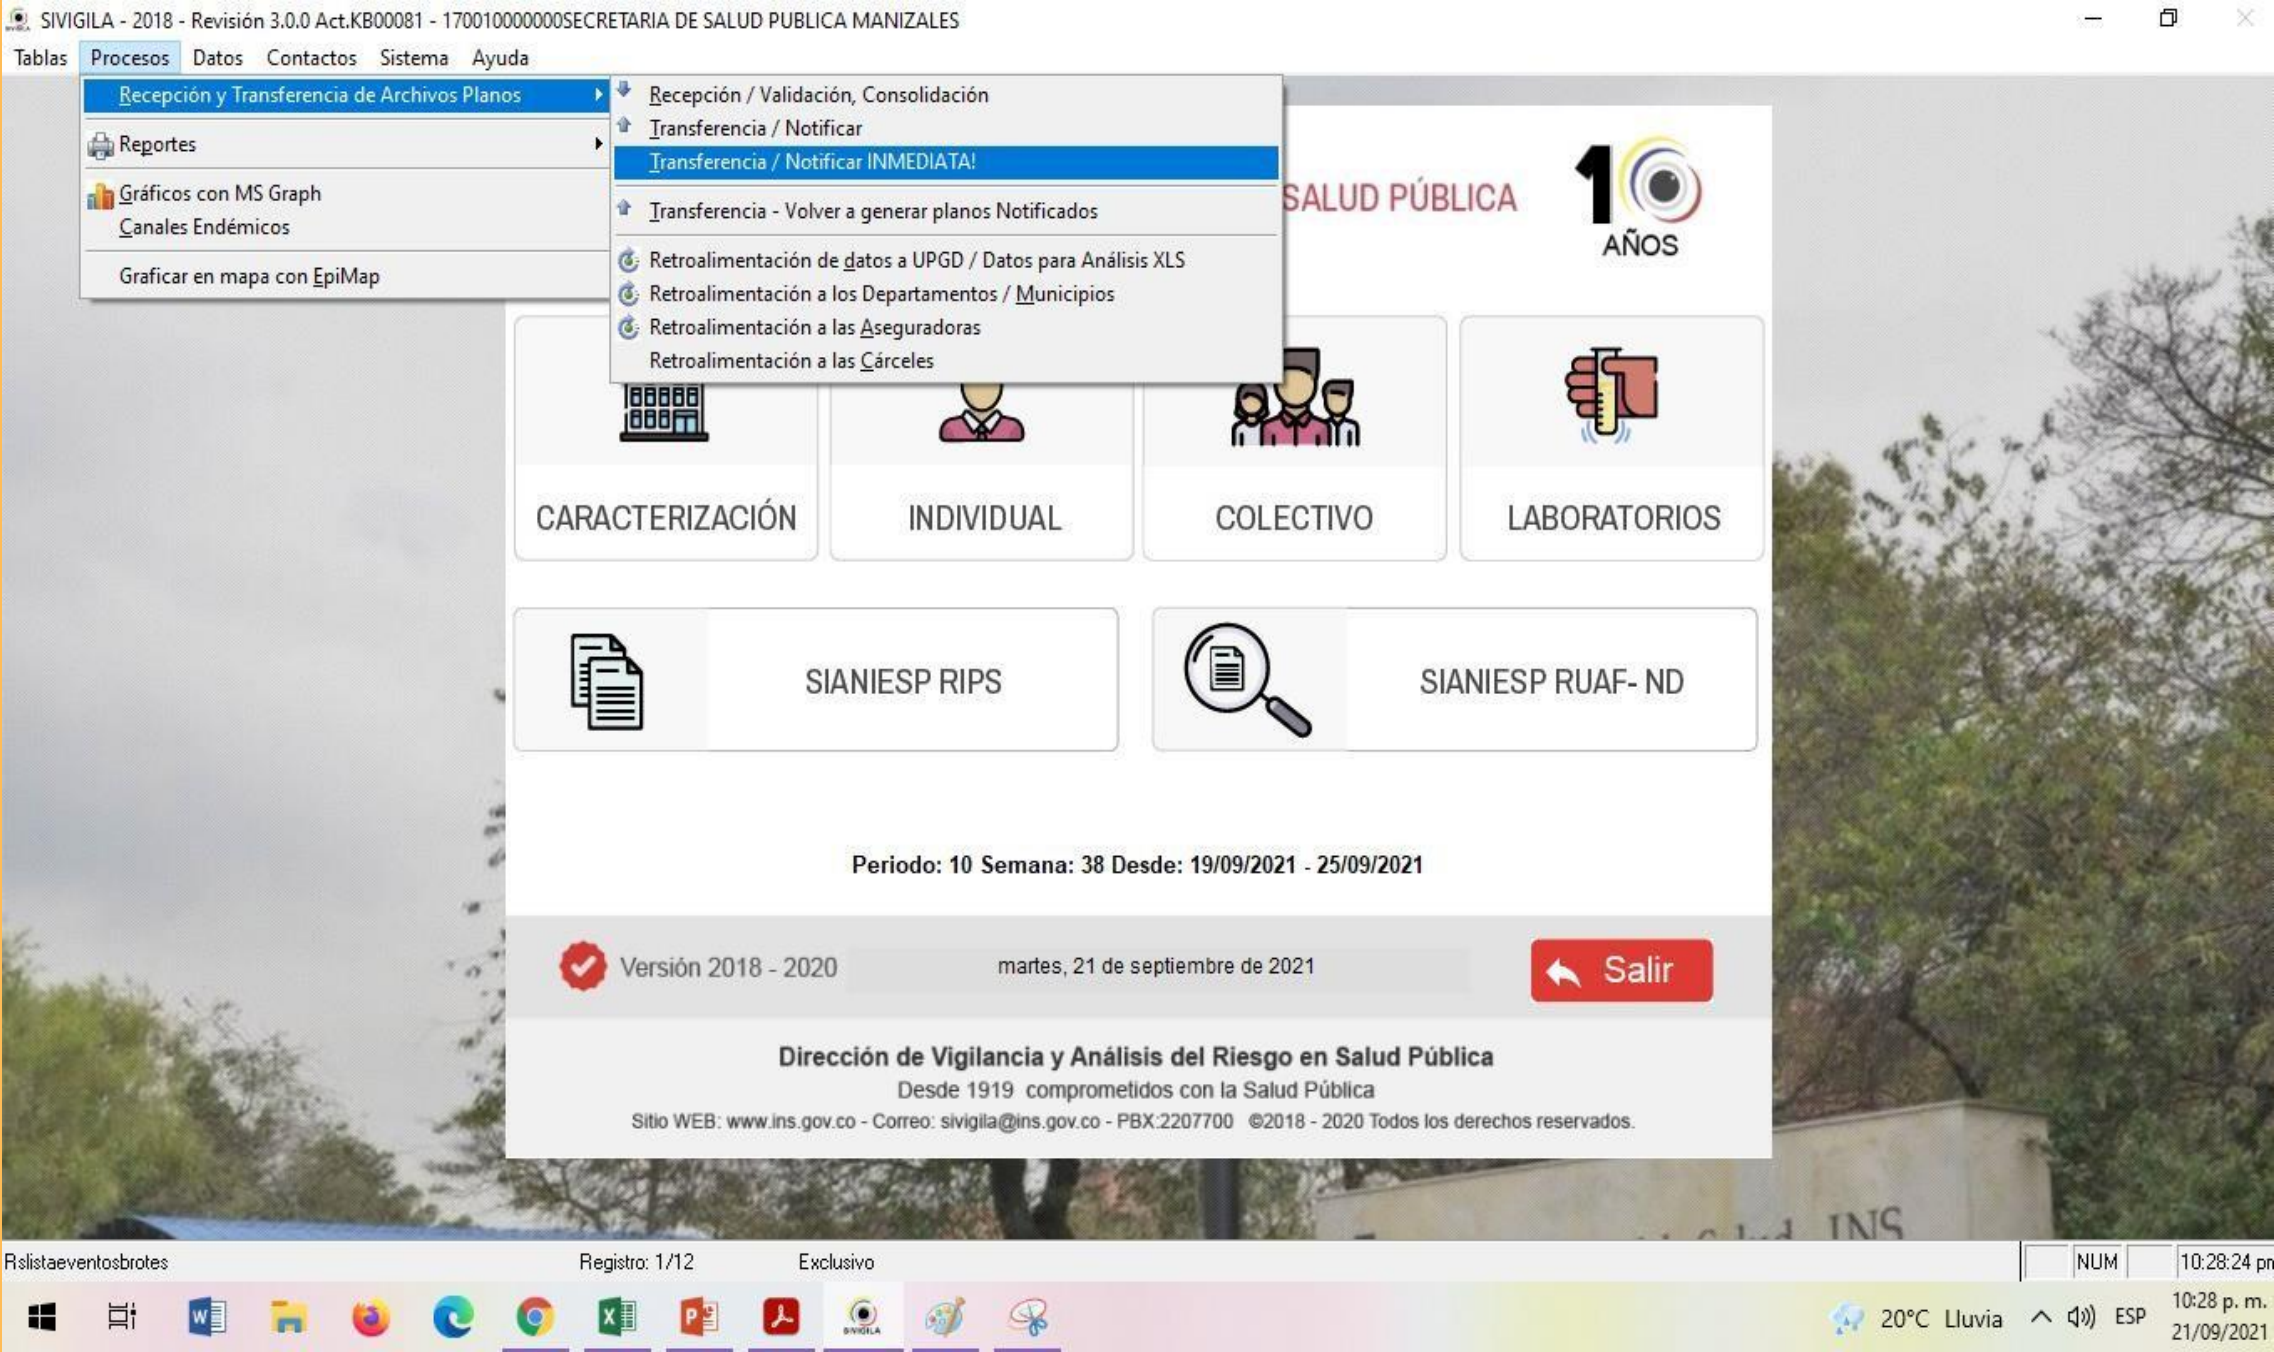 SIVIGILA - 2018 - Revisión 3.0.0 Act.KB00081 - 170010000000SECRETARIA DE SALUD PUBLICA MANIZALES
Tablas Procesos Datos Contactos Sistema Ayuda
Recepción y Transferencia de Archivos Planos
Reportes
Gráficos con MS Graph
Canales Endémicos
Graficar en mapa con EpiMap
Recepción / Validación, Consolidación
Transferencia / Notificar
Transferencia / Notificar INMEDIATA!
Transferencia - Volver a generar planos Notificados
Retroalimentación de datos a UPGD / Datos para Análisis XLS
Retroalimentación a los Departamentos / Municipios
Retroalimentación a las Aseguradoras
Retroalimentación a las Cárceles
SALUD PÚBLICA
10
AÑOS
CARACTERIZACIÓN INDIVIDUAL COLECTIVO LABORATORIOS
SIANIESP RIPS SIANIESP RUAF- ND
Periodo: 10 Semana: 38 Desde: 19/09/2021 - 25/09/2021
Versión 2018 - 2020 martes, 21 de septiembre de 2021 Salir
Dirección de Vigilancia y Análisis del Riesgo en Salud Pública
Desde 1919 comprometidos con la Salud Pública
Sitio WEB: www.ins.gov.co - Correo: sivigila@ins.gov.co - PBX:2207700 ©2018 - 2020 Todos los derechos reservados.
INS
Rslistaeventosbrotes Registro: 1/12 Exclusivo NUM 10:28:24 pm
SIVIGILA
20°C Lluvia ESP 10:28 p. m.
21/09/2021